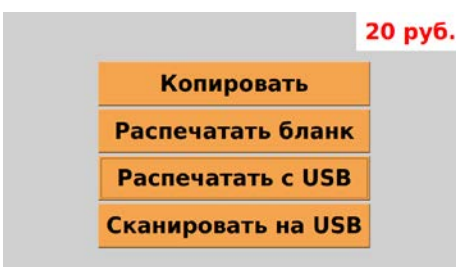 20 руб.
Копировать
Распечатать бланк
Распечатать с USB
Сканировать на USB